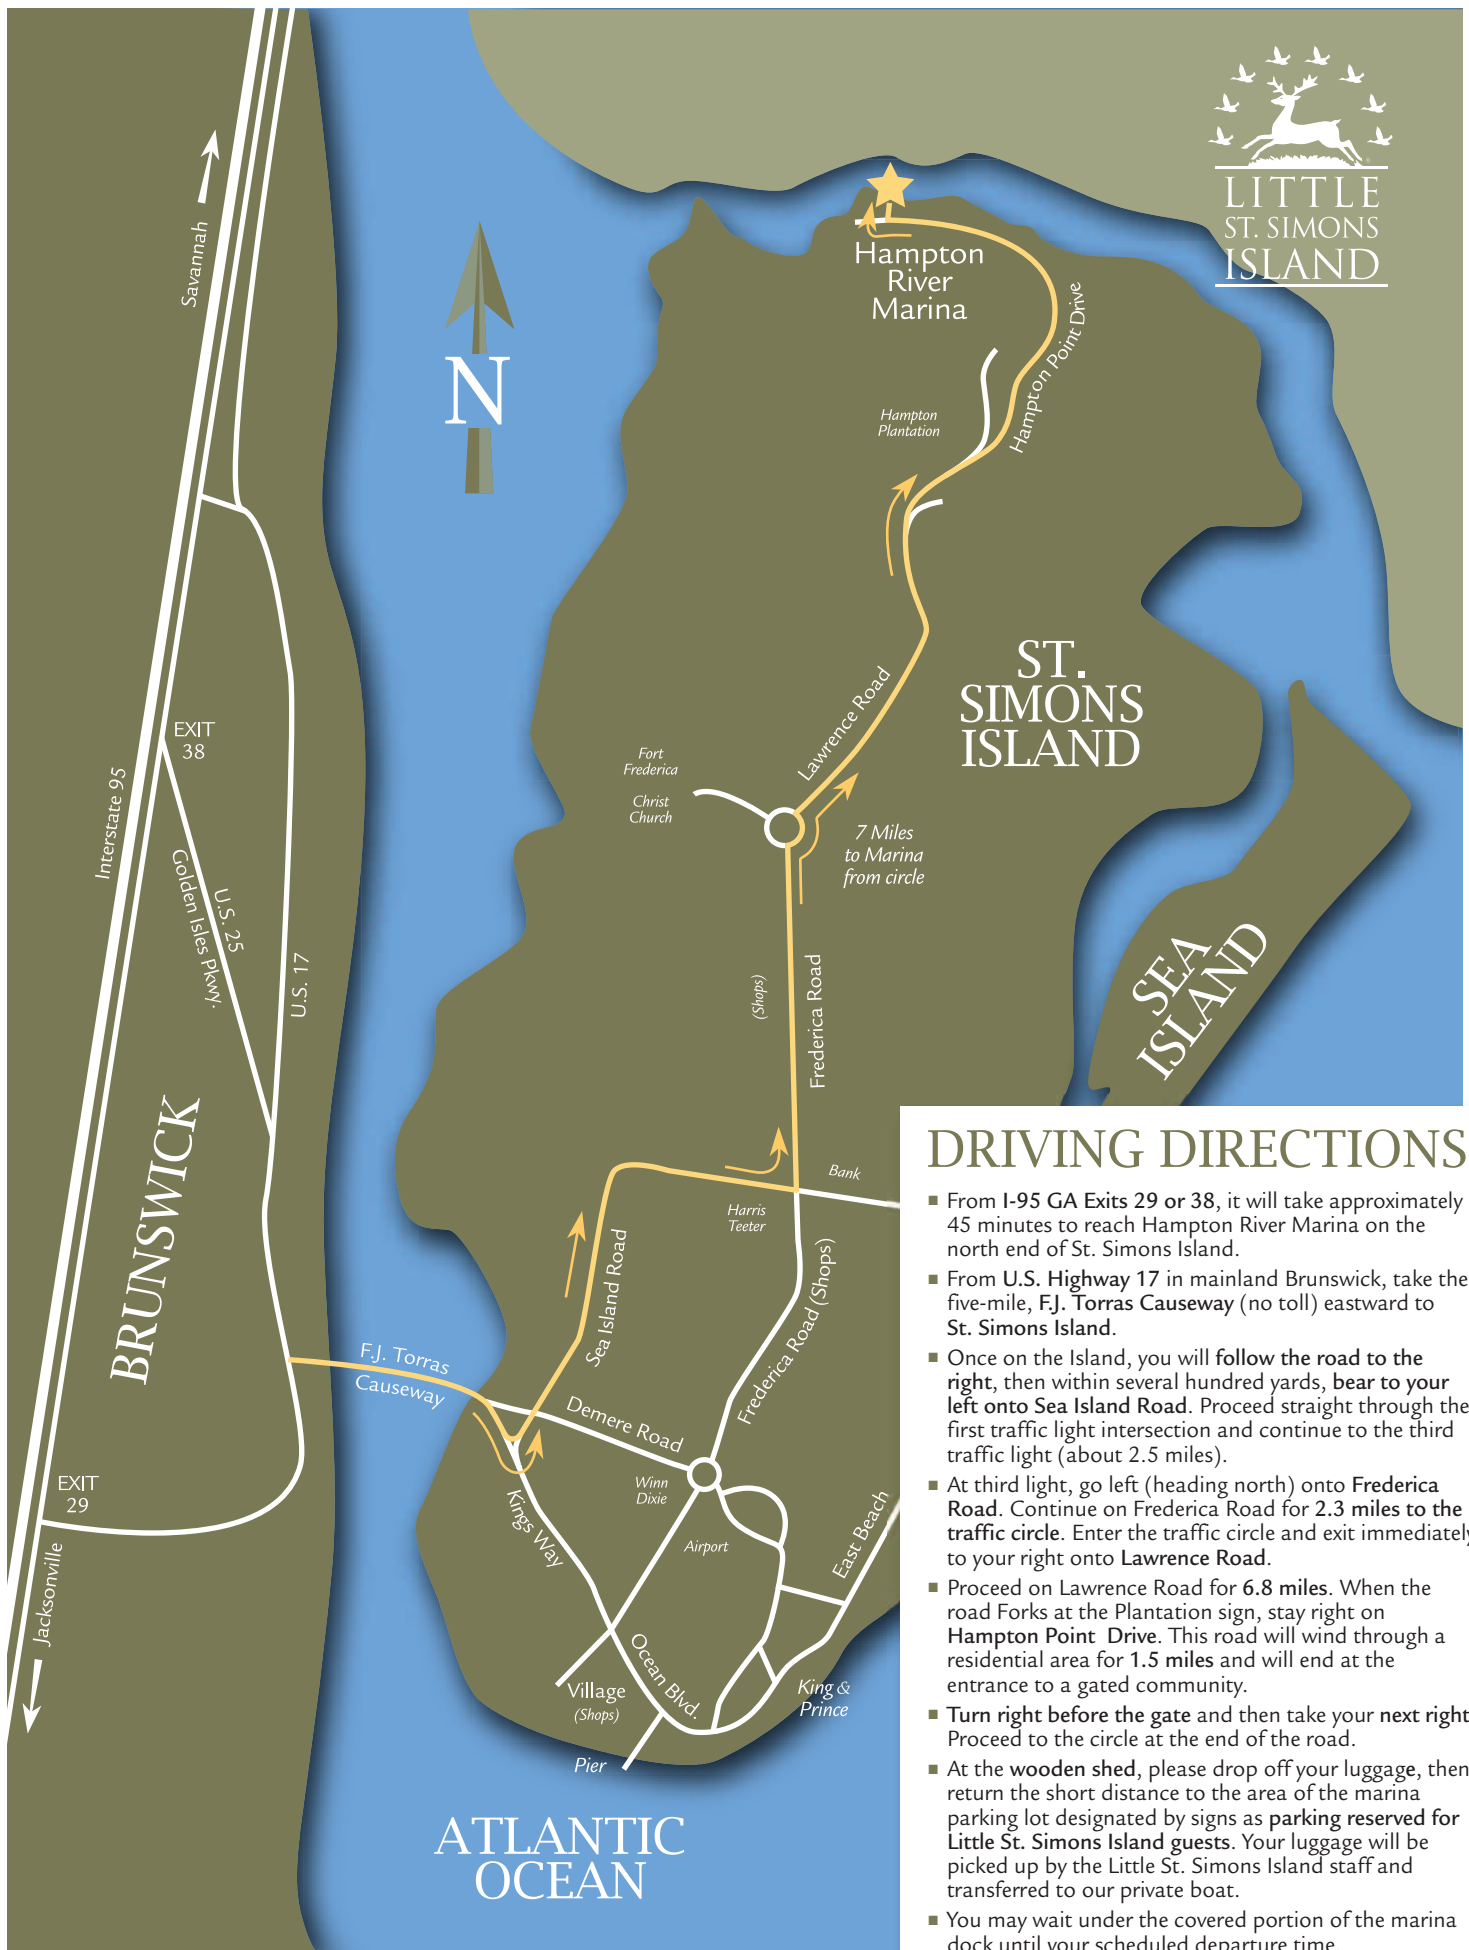 LITTLE
ST. SIMONS
ISLAND
Savannah
N
Hampton
River
Marina
Hampton Point Drive
Hampton
Plantation
ST.
SIMONS
ISLAND
Lawrence Road
EXIT
38
Fort
Frederica
Christ
Church
Interstate 95
7 Miles
to Marina
from circle
U.S. 25
Golden Isles Pkwy.
U.S. 17
(Shops)
Frederica Road
SEA
ISLAND
BRUNSWICK
Bank
Harris
Teeter
Sea Island Road
Frederica Road (Shops)
F.J. Torras
Causeway
Demere Road
EXIT
29
Winn
Dixie
Kings Way
Airport
East Beach
Jacksonville
Ocean Blvd.
Village
(Shops)
King &
Prince
Pier
ATLANTIC
OCEAN
DRIVING DIRECTIONS
■ From I-95 GA Exits 29 or 38, it will take approximately
45 minutes to reach Hampton River Marina on the
north end of St. Simons Island.
■ From U.S. Highway 17 in mainland Brunswick, take the
five-mile, F.J. Torras Causeway (no toll) eastward to
St. Simons Island.
■ Once on the Island, you will follow the road to the
right, then within several hundred yards, bear to your
left onto Sea Island Road. Proceed straight through the
first traffic light intersection and continue to the third
traffic light (about 2.5 miles).
■ At third light, go left (heading north) onto Frederica
Road. Continue on Frederica Road for 2.3 miles to the
traffic circle. Enter the traffic circle and exit immediately
to your right onto Lawrence Road.
■ Proceed on Lawrence Road for 6.8 miles. When the
road Forks at the Plantation sign, stay right on
Hampton Point Drive. This road will wind through a
residential area for 1.5 miles and will end at the
entrance to a gated community.
■ Turn right before the gate and then take your next right
Proceed to the circle at the end of the road.
■ At the wooden shed, please drop off your luggage, then
return the short distance to the area of the marina
parking lot designated by signs as parking reserved for
Little St. Simons Island guests. Your luggage will be
picked up by the Little St. Simons Island staff and
transferred to our private boat.
■ You may wait under the covered portion of the marina
dock until your scheduled departure time